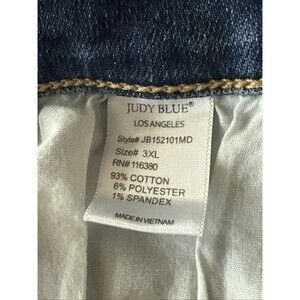 JUDY BLUE®
LOS ANGELES
Style# JB152101MD
Size# 3XL
RN# 116380
93% COTTON
6% POLYESTER
1% SPANDEX
MADE IN VIETNAM